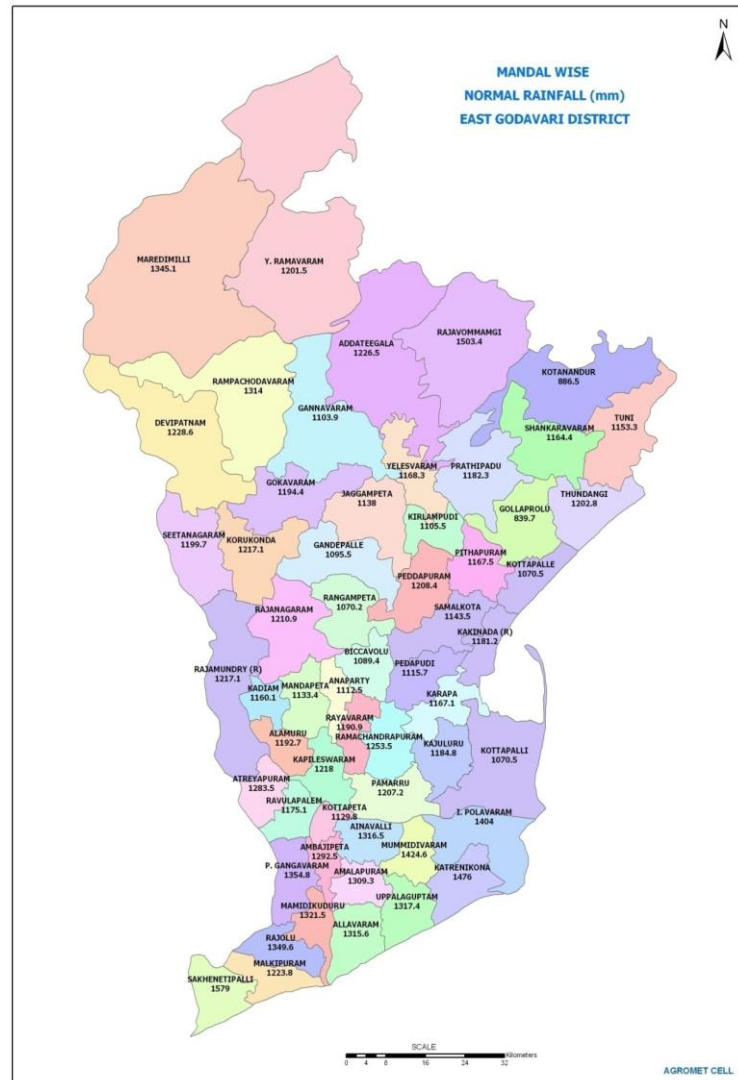 N
MANDAL WISE
NORMAL RAINFALL (mm)
EAST GODAVARI DISTRICT
MAREDIMILLI
1345.1
Y. RAMAVARAM
1201.5
ADDATEEGALA
1226.5
RAJAVOMMAMGI
1503.4
KOTANANDUR
886.5
RAMPACHODAVARAM
1314
GANNAVARAM
1103.9
DEVIPATNAM
1228.6
SHANKARAVARAM
1164.4
TUNI
1153.3
YELESVARAM
1168.3
PRATHIPADU
1182.3
GOKAVARAM
1194.4
JAGGAMPETA
1138
THUNDANGI
1202.8
GOLLAPROLU
839.7
KIRLAMPUDI
1105.5
SEETANAGARAM
1199.7
KORUKONDA
1217.1
GANDEPALLE
1095.5
PITHAPURAM
1167.5
KOTTAPALLE
1070.5
PEDDAPURAM
1208.4
RANGAMPETA
1070.2
SAMALKOTA
1143.5
RAJANAGARAM
1210.9
KAKINADA (R)
1181.2
BICCAVOLU
1089.4
PEDAPUDI
1115.7
RAJAMUNDRY (R)
1217.1
KADIAM
1160.1
MANDAPETA
1133.4
ANAPARTY
1112.5
KARAPA
1167.1
RAYAVARAM
1190.9
ALAMURU
1192.7
RAMACHANDRAPURAM
1253.5
KAJULURU
1184.8
KOTTAPALLI
1070.5
KAPILESWARAM
1218
ATREYAPURAM
1283.5
PAMARRU
1207.2
RAVULAPALEM
1175.1
KOTTAPETA
1129.8
I. POLAVARAM
1404
AINAVALLI
1316.5
MUMMIDIVARAM
1424.6
AMBAJIPETA
1292.5
P. GANGAVARAM
1354.8
AMALAPURAM
1309.3
KATRENIKONA
1476
UPPALAGUPTAM
1317.4
MAMIDIKUDURU
1321.5
ALLAVARAM
1315.6
RAJOLU
1349.6
MALKIPURAM
1223.8
SAKHENETIPALLI
1579
SCALE
Kilometers
0 4 8 16 24 32
AGROMET CELL